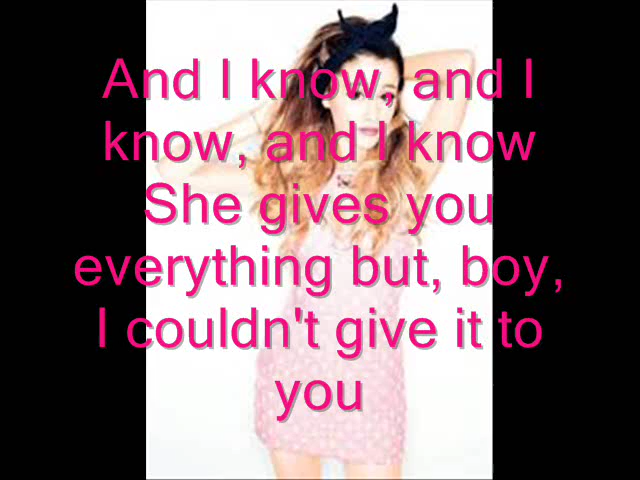 And I know, and I
know, and I know
She gives you
everything but, boy,
I couldn't give it to
you